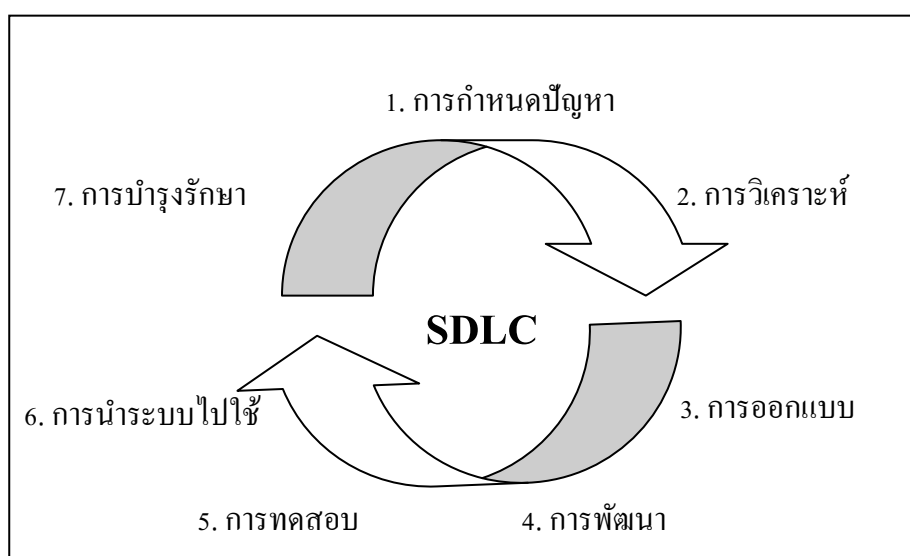 1. การกำหนดปัญหา
2. การวิเคราะห์
3. การออกแบบ
4. การพัฒนา
5. การทดสอบ
6. การนำระบบไปใช้
7. การบำรุงรักษา
SDLC